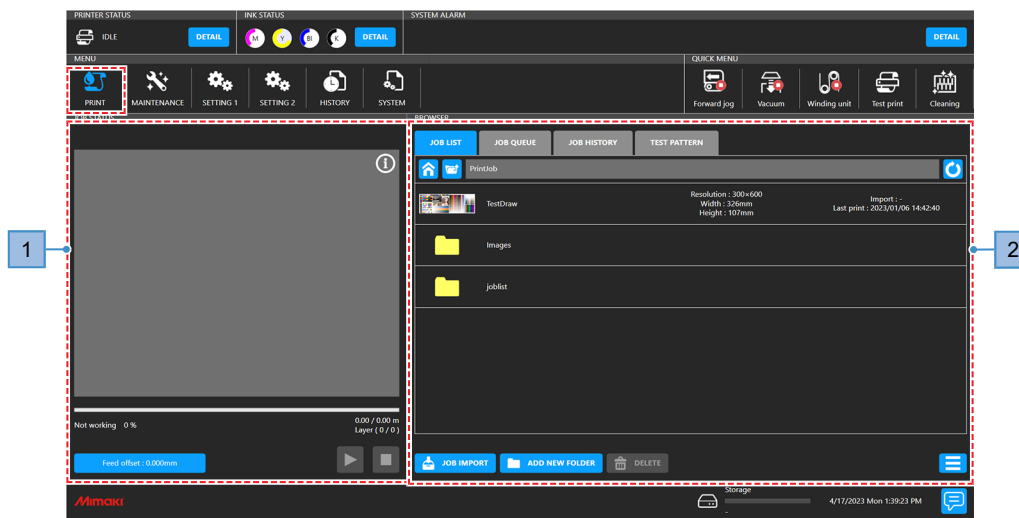 PRINTER STATUS
INK STATUS
SYSTEM ALARM
IDLE
DETAIL
M
Y
Bl
K
DETAIL
DETAIL
MENU
QUICK MENU
PRINT
MAINTENANCE
SETTING 1
SETTING 2
HISTORY
SYSTEM
Forward jog
Vacuum
Winding unit
Test print
Cleaning
JOB STATUS
BROWSER
JOB LIST
JOB QUEUE
JOB HISTORY
TEST PATTERN
PrintJob
TestDraw
Resolution : 300×600
Width : 326mm
Height : 107mm
Import : -
Last print : 2023/01/06 14:42:40
Images
joblist
1
2
Not working 0 %
0.00 / 0.00 m
Layer ( 0 / 0 )
Feed offset : 0.000mm
JOB IMPORT
ADD NEW FOLDER
DELETE
Mimaki
Storage
-
4/17/2023 Mon 1:39:23 PM